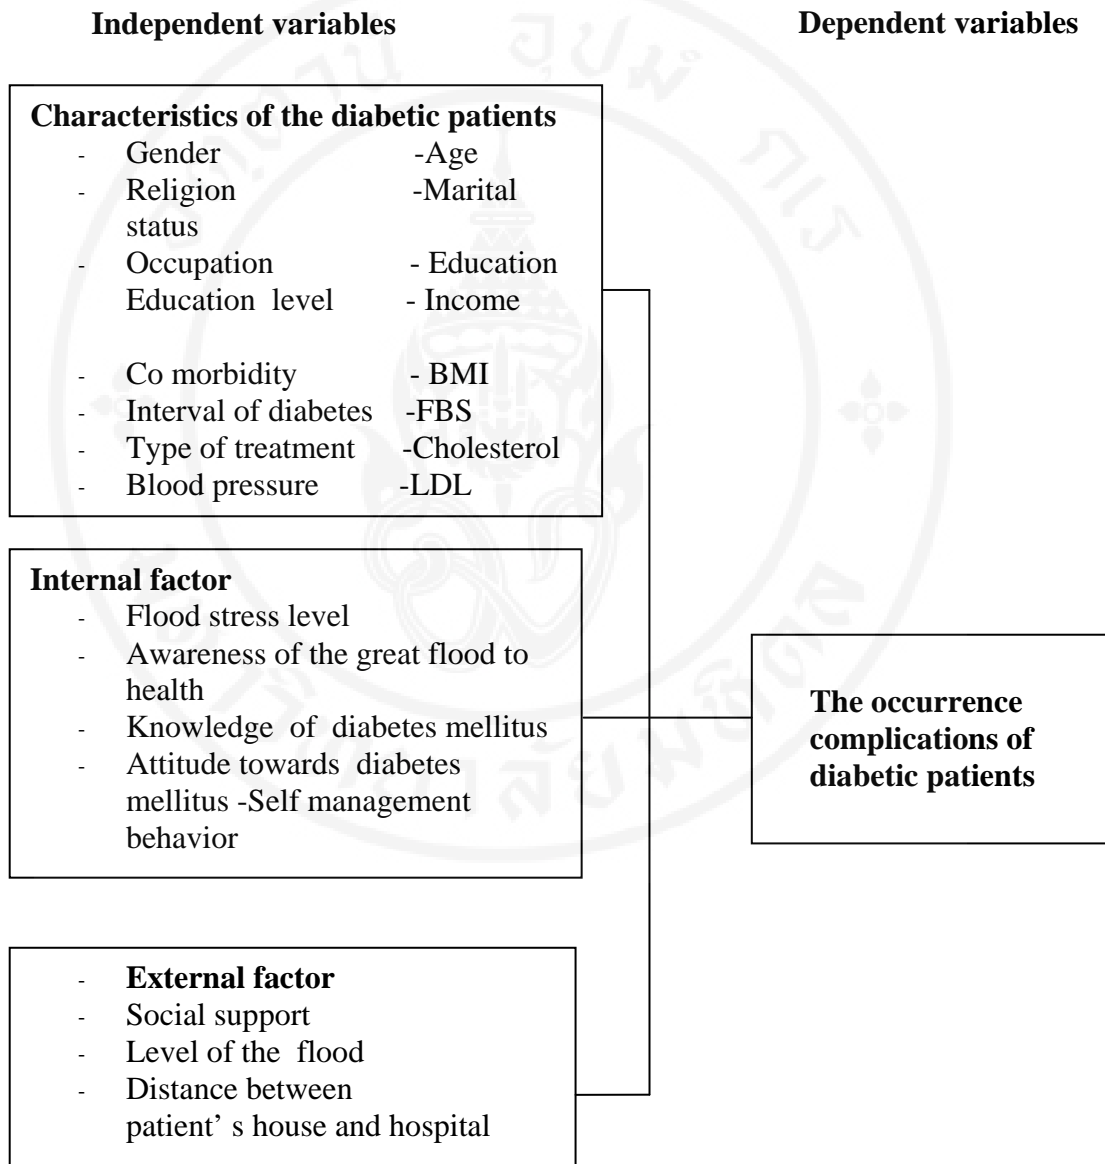 Independent variables Dependent variables
Characteristics of the diabetic patients
- Gender -Age
- Religion -Marital
status
- Occupation - Education
Education level - Income
- Co morbidity - BMI
- Interval of diabetes -FBS
- Type of treatment -Cholesterol
- Blood pressure -LDL
Internal factor
- Flood stress level
- Awareness of the great flood to
health
- Knowledge of diabetes mellitus
- Attitude towards diabetes
mellitus -Self management
behavior
The occurrence
complications of
diabetic patients
- External factor
- Social support
- Level of the flood
- Distance between
patient’ s house and hospital